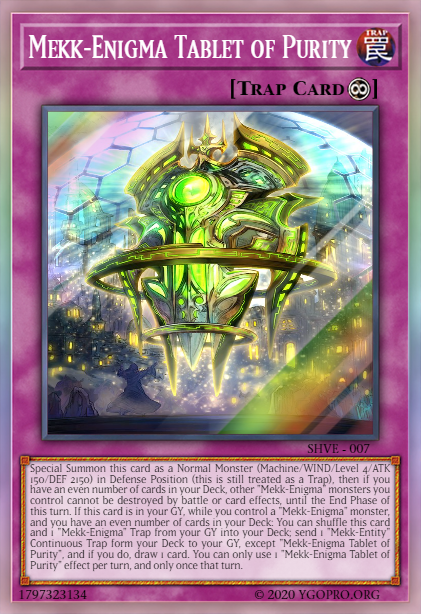 MEKK-ENIGMA TABLET OF PURITY
TRAP
罠
[TRAP CARD]
SHVE - 007
Special Summon this card as a Normal Monster (Machine/WIND/Level 4/ATK
150/DEF 2150) in Defense Position (this is still treated as a Trap), then if you
have an even number of cards in your Deck, other "Mekk-Enigma" monsters you
control cannot be destroyed by battle or card effects, until the End Phase of
this turn. If this card is in your GY, while you control a "Mekk-Enigma" monster,
and you have an even number of cards in your Deck: You can shuffle this card
and 1 "Mekk-Enigma" Trap from your GY into your Deck; send 1 "Mekk-Entity"
Continuous Trap form your Deck to your GY, except "Mekk-Enigma Tablet of
Purity", and if you do, draw 1 card. You can only use 1 "Mekk-Enigma Tablet of
Purity" effect per turn, and only once that turn.
1797323134
© 2020 YGOPRO.ORG